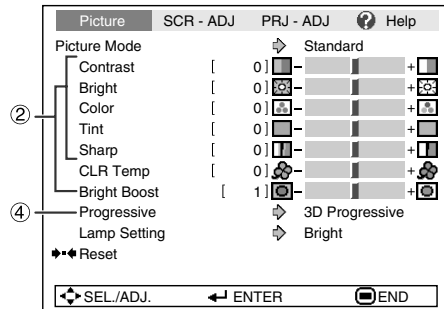 Picture SCR - ADJ PRJ - ADJ ? Help
Picture Mode Standard
Contrast [ 0 ] - +
Bright [ 0 ] - +
② Color [ 0 ] - +
Tint [ 0 ] - +
Sharp [ 0 ] - +
CLR Temp [ 0 ] - +
Bright Boost [ 1 ] - +
④ Progressive 3D Progressive
Lamp Setting Bright
Reset
SEL./ADJ. ENTER END